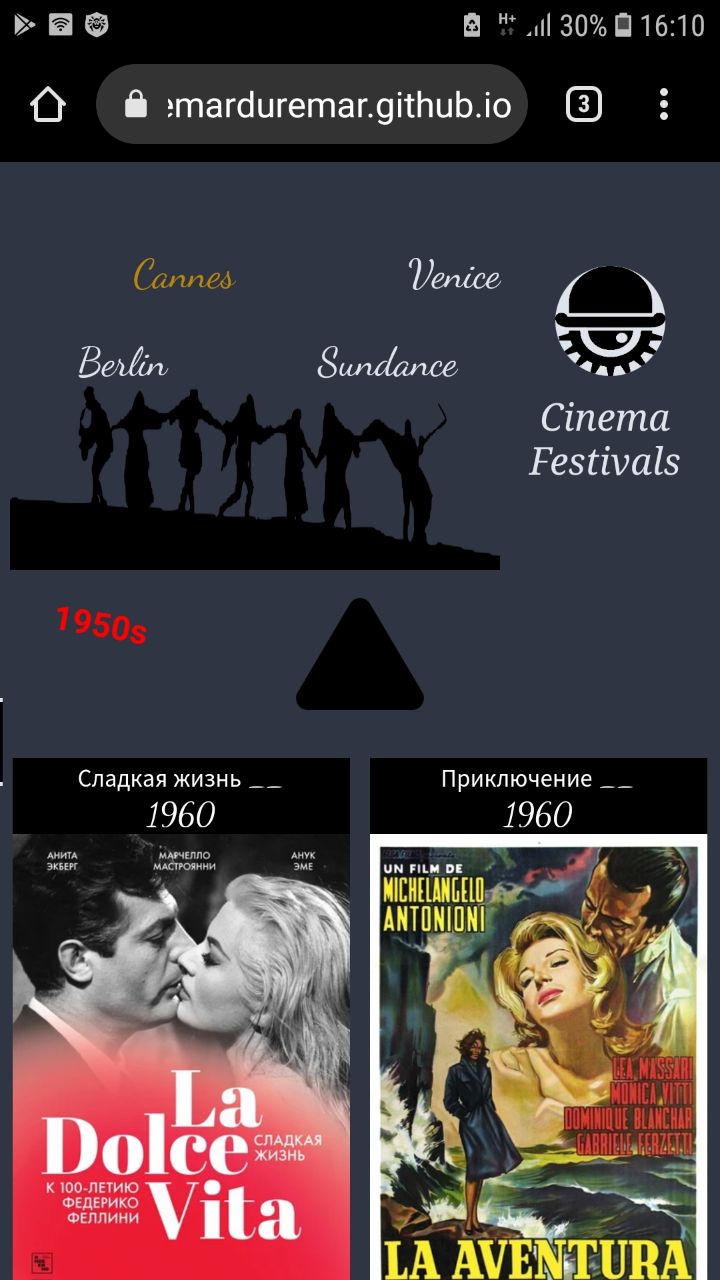 H+
30%
16:10
emarduremar.github.io
3
Cannes
Venice
Berlin
Sundance
Cinema
Festivals
1950s
Сладкая жизнь
1960
АНИТА
ЭКБЕРГ
МАРЧЕЛЛО
МАСТРОЯННИ
АНУК
ЭМЕ
La
Dolce
Vita
СЛАДКАЯ
ЖИЗНЬ
К 100-ЛЕТИЮ
ФЕДЕРИКО
ФЕЛЛИНИ
Приключение
1960
UN FILM DE
MICHELANGELO
ANTONIONI
LEA MASSARI
MONICA VITTI
DOMINIQUE BLANCHAR
GABRIELE FERZETTI
LA AVENTURA